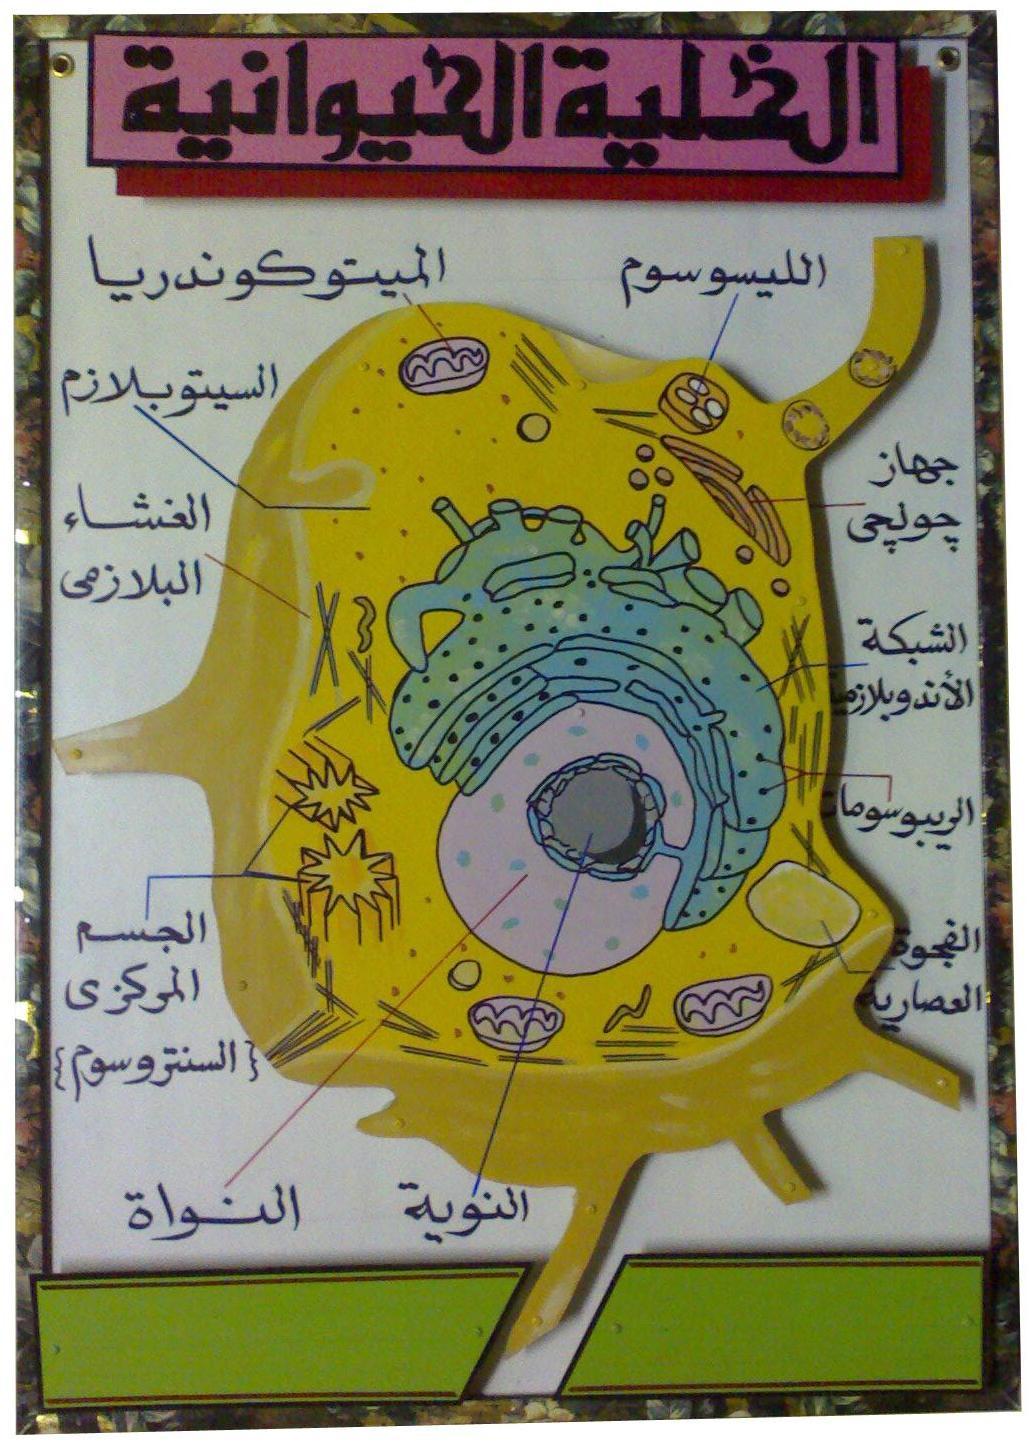 الخلية الحيوانية
الليسوسوم
الميتوكوندريا
السيتوبلازم
جهاز
جولجى
الغشاء
البلازمى
الشبكة
الأندوبلازمية
الريبوسومات
الجسم
المركزى
{السنتروسوم}
الفجوة
العصارية
النوية
النواة